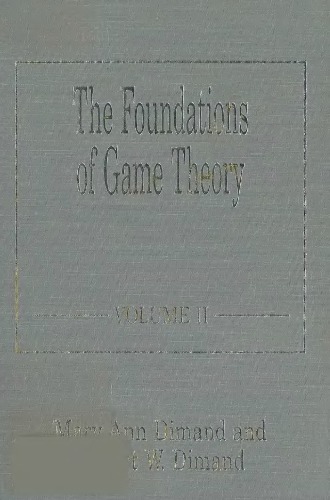 The Foundations
of Game Theory
VOLUME II
Mary Ann Dimand and
W. Dimand